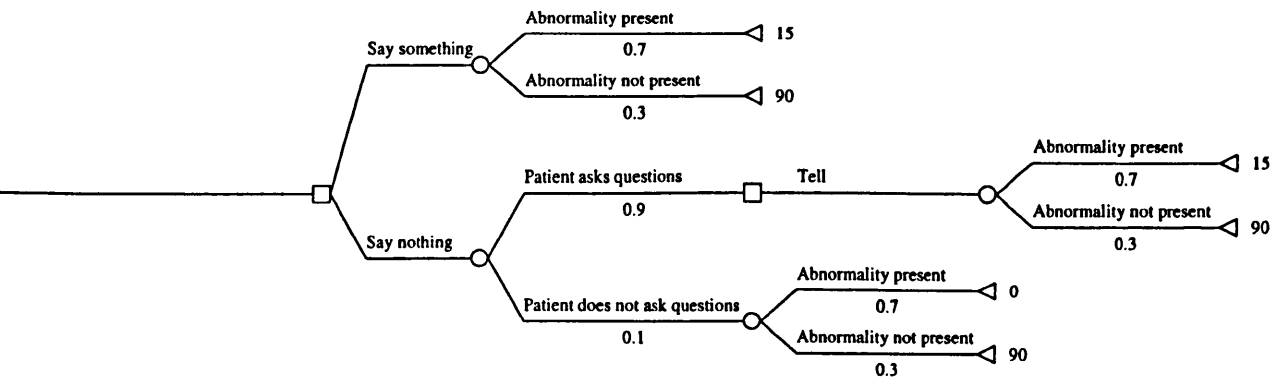 Abnormality present
15
0.7
Say something
Abnormality not present
90
0.3
Abnormality present
15
0.7
Patient asks questions
Tell
0.9
Abnormality not present
90
0.3
Say nothing
Abnormality present
0
0.7
Patient does not ask questions
0.1
Abnormality not present
90
0.3